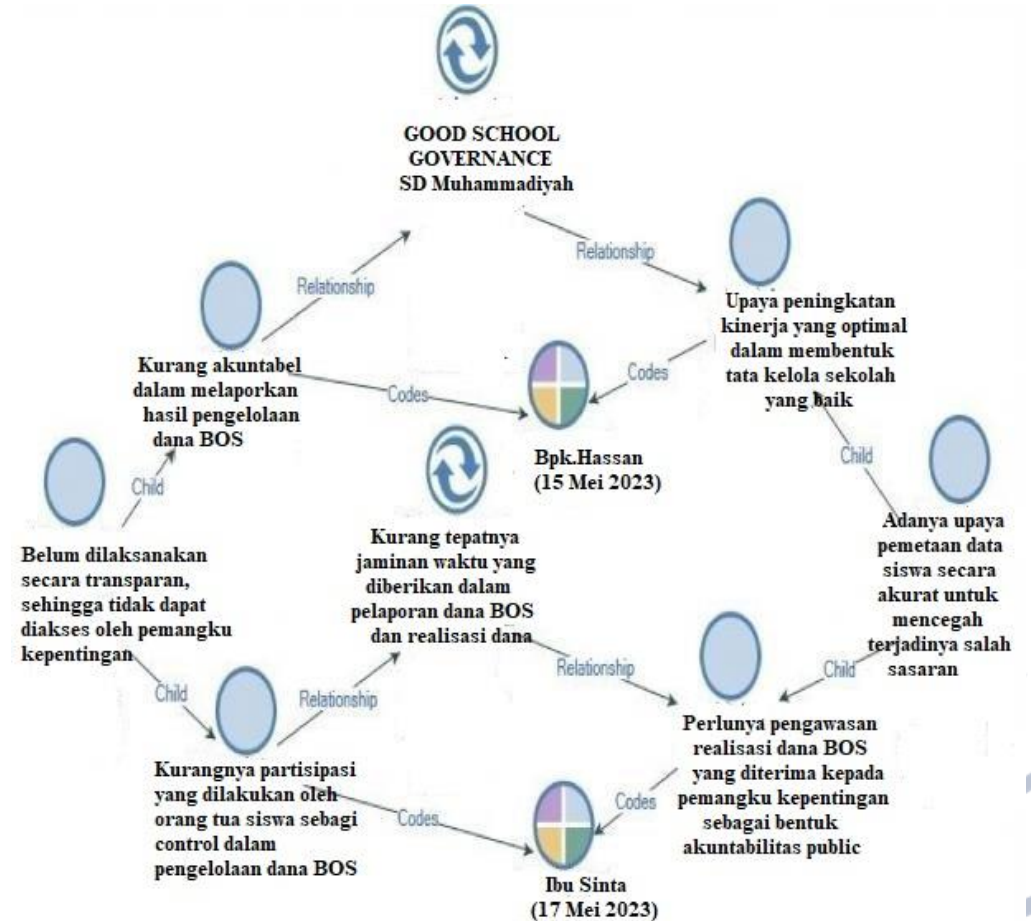 GOOD SCHOOL
GOVERNANCE
SD Muhammadiyah
Relationship
Relationship
Kurang akuntabel
dalam melaporkan
hasil pengelolaan
dana BOS
Upaya peningkatan
kinerja yang optimal
dalam membentuk
tata kelola sekolah
yang baik
Codes
Codes
Bpk.Hassan
(15 Mei 2023)
Child
Child
Belum dilaksanakan
secara transparan,
sehingga tidak dapat
diakses oleh pemangku
kepentingan
Kurang tepatnya
jaminan waktu yang
diberikan dalam
pelaporan dana BOS
dan realisasi dana
Adanya upaya
pemetaan data
siswa secara
akurat untuk
mencegah
terjadinya salah
sasaran
Child
Relationship
Relationship
Child
Kurangnya partisipasi
yang dilakukan oleh
orang tua siswa sebagi
control dalam
pengelolaan dana BOS
Perlunya pengawasan
realisasi dana BOS
yang diterima kepada
pemangku kepentingan
sebagai bentuk
akuntabilitas public
Codes
Codes
Ibu Sinta
(17 Mei 2023)